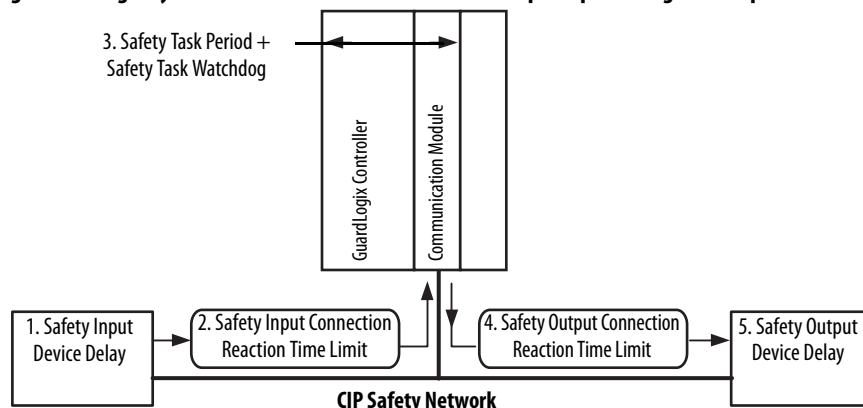 3. Safety Task Period +
Safety Task Watchdog
GuardLogix Controller
Communication Module
1. Safety Input
Device Delay
2. Safety Input Connection
Reaction Time Limit
4. Safety Output Connection
Reaction Time Limit
5. Safety Output
Device Delay
CIP Safety Network